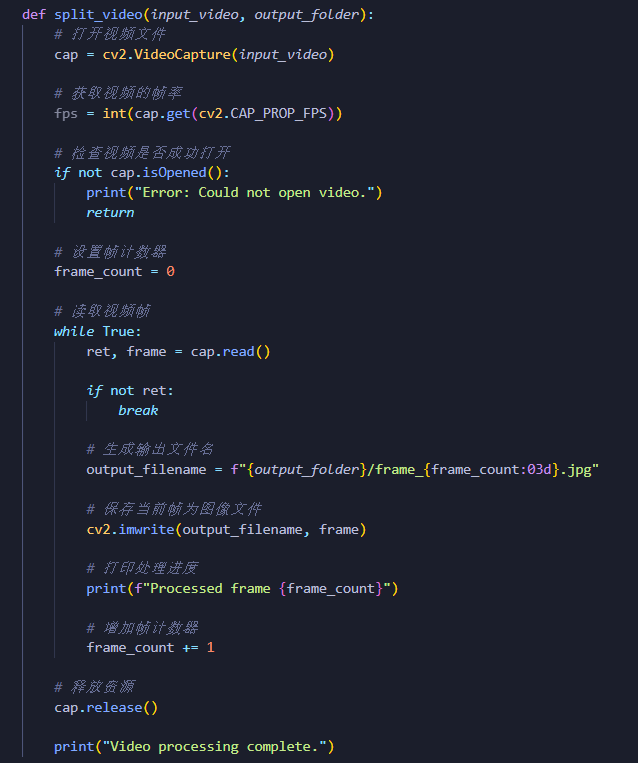 def split_video(input_video, output_folder):
    # 打开视频文件
    cap = cv2.VideoCapture(input_video)

    # 获取视频的帧率
    fps = int(cap.get(cv2.CAP_PROP_FPS))

    # 检查视频是否成功打开
    if not cap.isOpened():
        print("Error: Could not open video.")
        return

    # 设置帧计数器
    frame_count = 0

    # 读取视频帧
    while True:
        ret, frame = cap.read()

        if not ret:
            break

        # 生成输出文件名
        output_filename = f"{output_folder}/frame_{frame_count:03d}.jpg"

        # 保存当前帧为图像文件
        cv2.imwrite(output_filename, frame)

        # 打印处理进度
        print(f"Processed frame {frame_count}")

        # 增加帧计数器
        frame_count += 1

    # 释放资源
    cap.release()

    print("Video processing complete.")